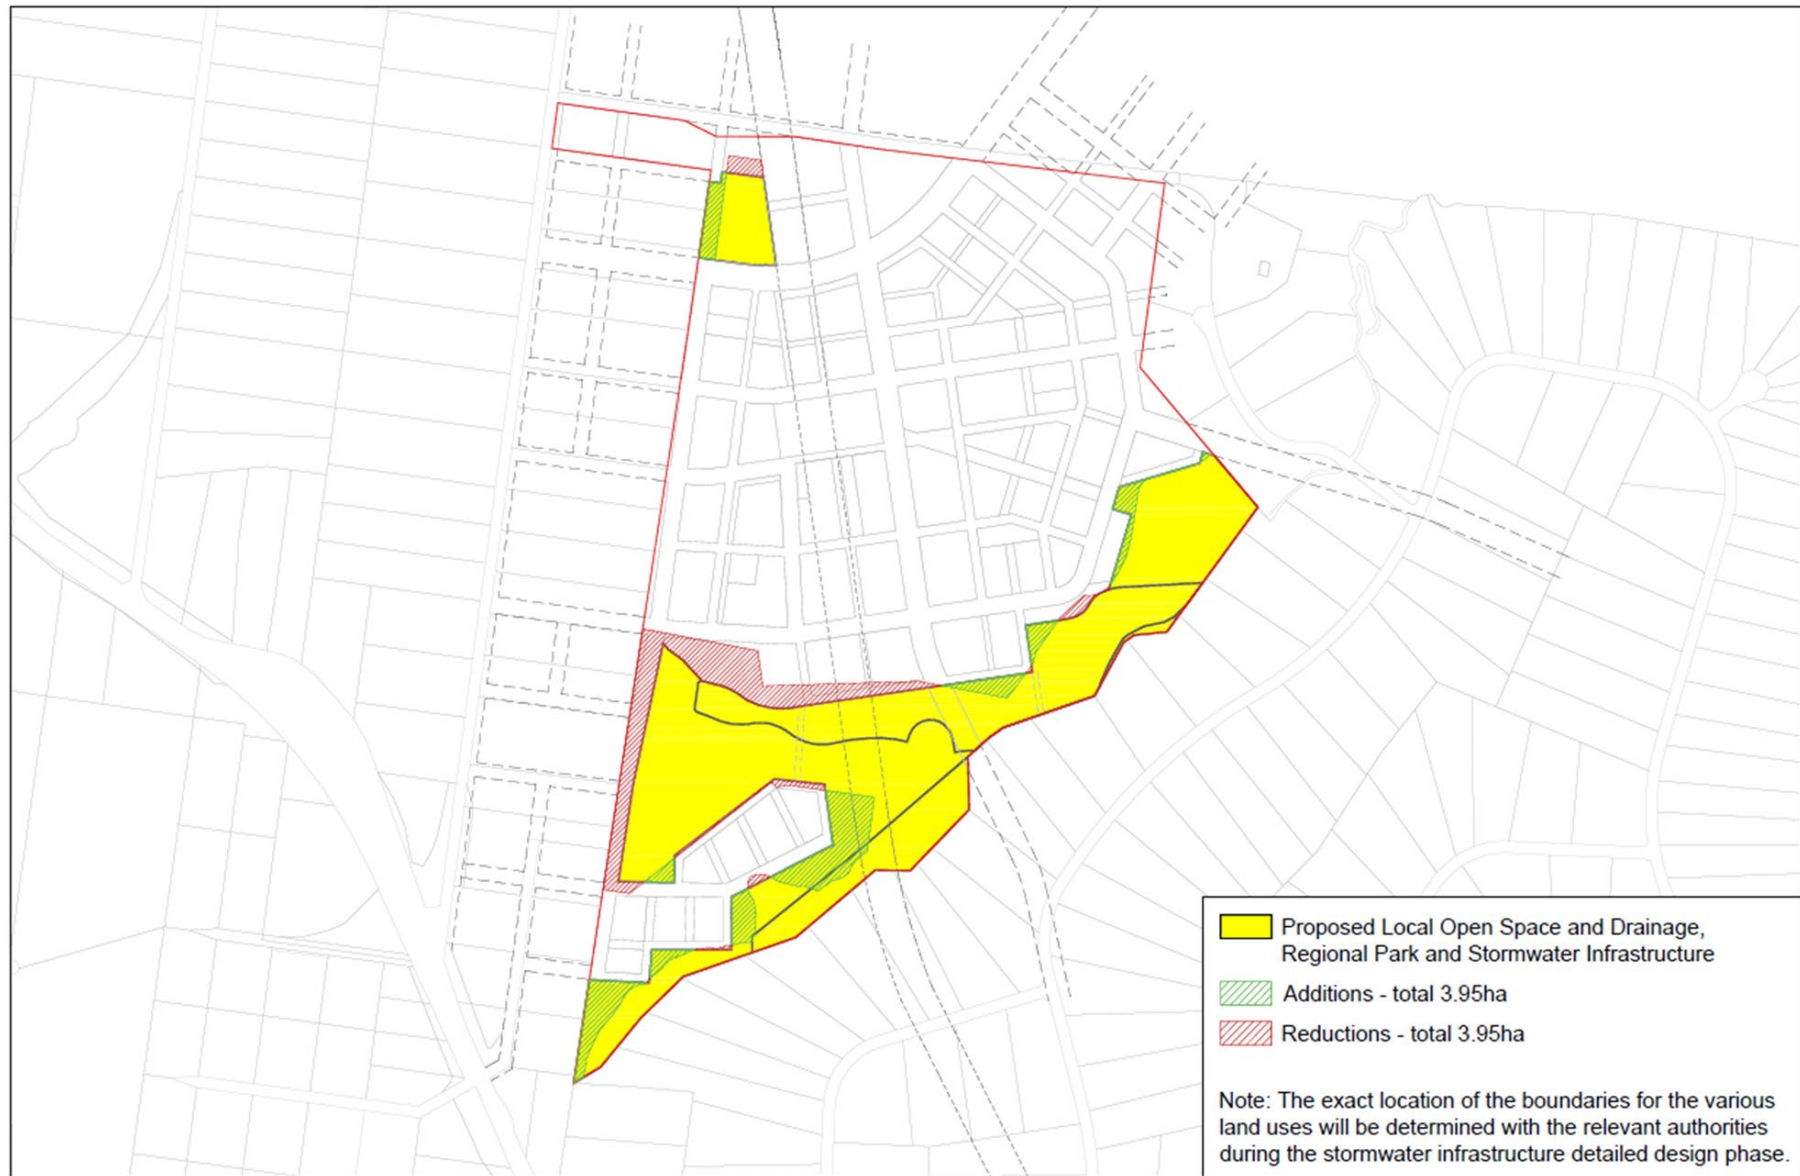 Proposed Local Open Space and Drainage,
Regional Park and Stormwater Infrastructure
Additions - total 3.95ha
Reductions - total 3.95ha
Note: The exact location of the boundaries for the various
land uses will be determined with the relevant authorities
during the stormwater infrastructure detailed design phase.